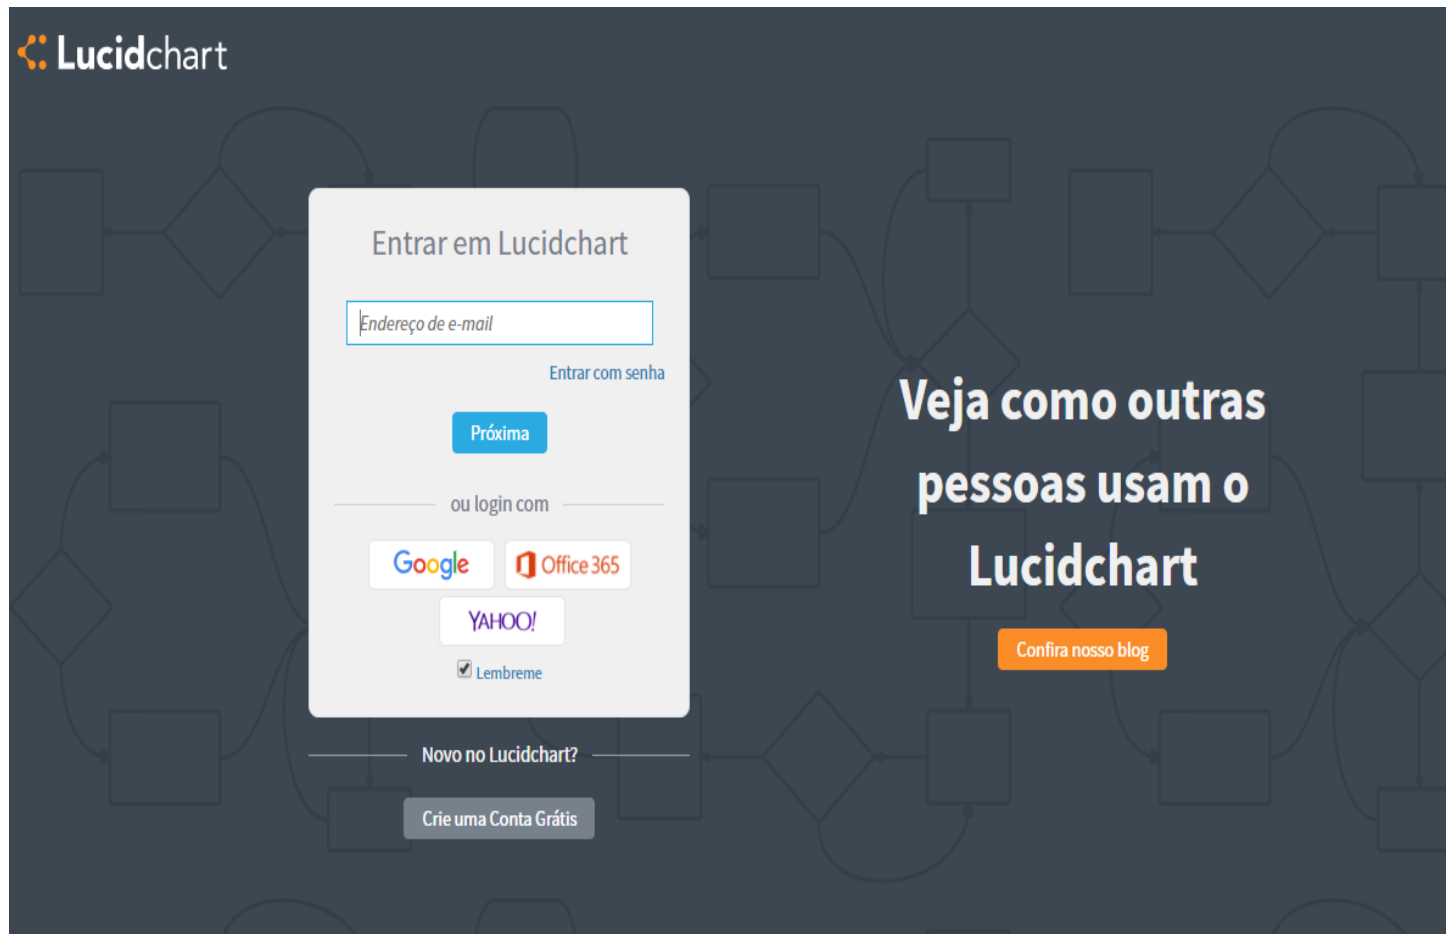 Lucidchart
Entrar em Lucidchart
Endereço de e-mail
Entrar com senha
Próxima
ou login com
Google
Office 365
YAHOO!
Lembreme
Novo no Lucidchart?
Crie uma Conta Grátis
Veja como outras
pessoas usam o
Lucidchart
Confira nosso blog